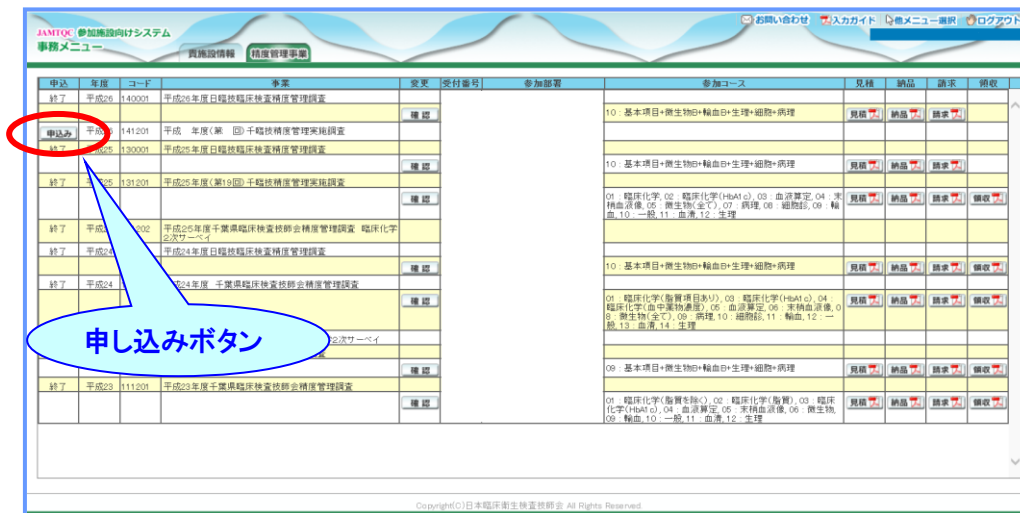 お問い合わせ 入力ガイド 他メニュー選択 ログアウト
JAMTQC 参加施設向けシステム
事務メニュー
貴施設情報 精度管理事業
申込 年度 コード 事業 変更 受付番号 参加部署 参加コース 見積 納品 請求 領収
終了 平成26 140001 平成26年度日臨技臨床検査精度管理調査
確認 10：基本項目+微生物B+輸血B+生理+細胞+病理 見積 納品 請求
申込み 平成 141201 平成 年度(第 回)千臨技精度管理実施調査
終了 130001 平成25年度日臨技臨床検査精度管理調査
確認 10：基本項目+微生物B+輸血B+生理+細胞+病理 見積 納品 請求
終了 平成25 131201 平成25年度(第19回)千臨技精度管理実施調査
確認 01：臨床化学, 02：臨床化学(HbA1c), 03：血液算定, 04：末 見積 納品 請求 領収
梢血液像, 05：微生物(全て), 07：病理, 08：細胞診, 09：輸
血, 10：一般, 11：血清, 12：生理
終了 202 平成25年度千葉県臨床検査技師会精度管理調査 臨床化学
2次サーベイ
終了 平成24 平成24年度日臨技臨床検査精度管理調査
確認 10：基本項目+微生物B+輸血B+生理+細胞+病理 見積 納品 請求 領収
終了 平成24 24年度 千葉県臨床検査技師会精度管理調査
確認 01：臨床化学(脂質項目あり), 03：臨床化学(HbA1c), 04： 見積 納品 請求 領収
臨床化学(血中薬物濃度), 05：血液算定, 06：末梢血液像, 0
8：微生物(全て), 09：病理, 10：細胞診, 11：輸血, 12：一
般, 13：血清, 14：生理
申し込みボタン
2次サーベイ
確認 09：基本項目+微生物B+輸血B+生理+細胞+病理 見積 納品 請求 領収
終了 平成23 111201 平成23年度千葉県臨床検査技師会精度管理調査
確認 01：臨床化学(脂質を除く), 02：臨床化学(脂質), 03：臨床 見積 納品 請求 領収
化学(HbA1c), 04：血液算定, 05：末梢血液像, 06：微生物,
09：輸血, 10：一般, 11：血清, 12：生理
Copyright(C)日本臨床衛生検査技師会 All Rights Reserved